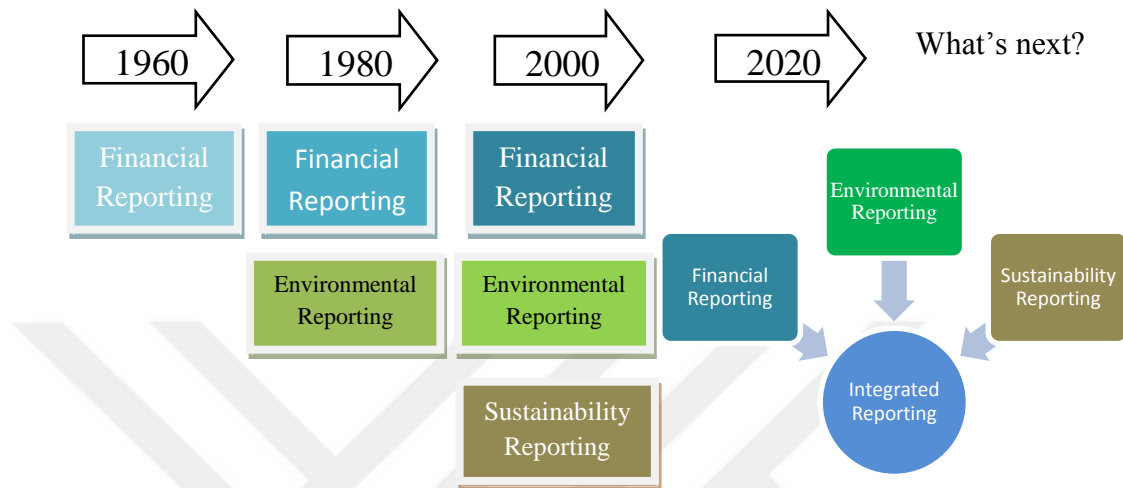 1960
1980
2000
2020
What's next?
Financial
Reporting
Financial
Reporting
Financial
Reporting
Environmental
Reporting
Environmental
Reporting
Sustainability
Reporting
Environmental
Reporting
Financial
Reporting
Sustainability
Reporting
Integrated
Reporting